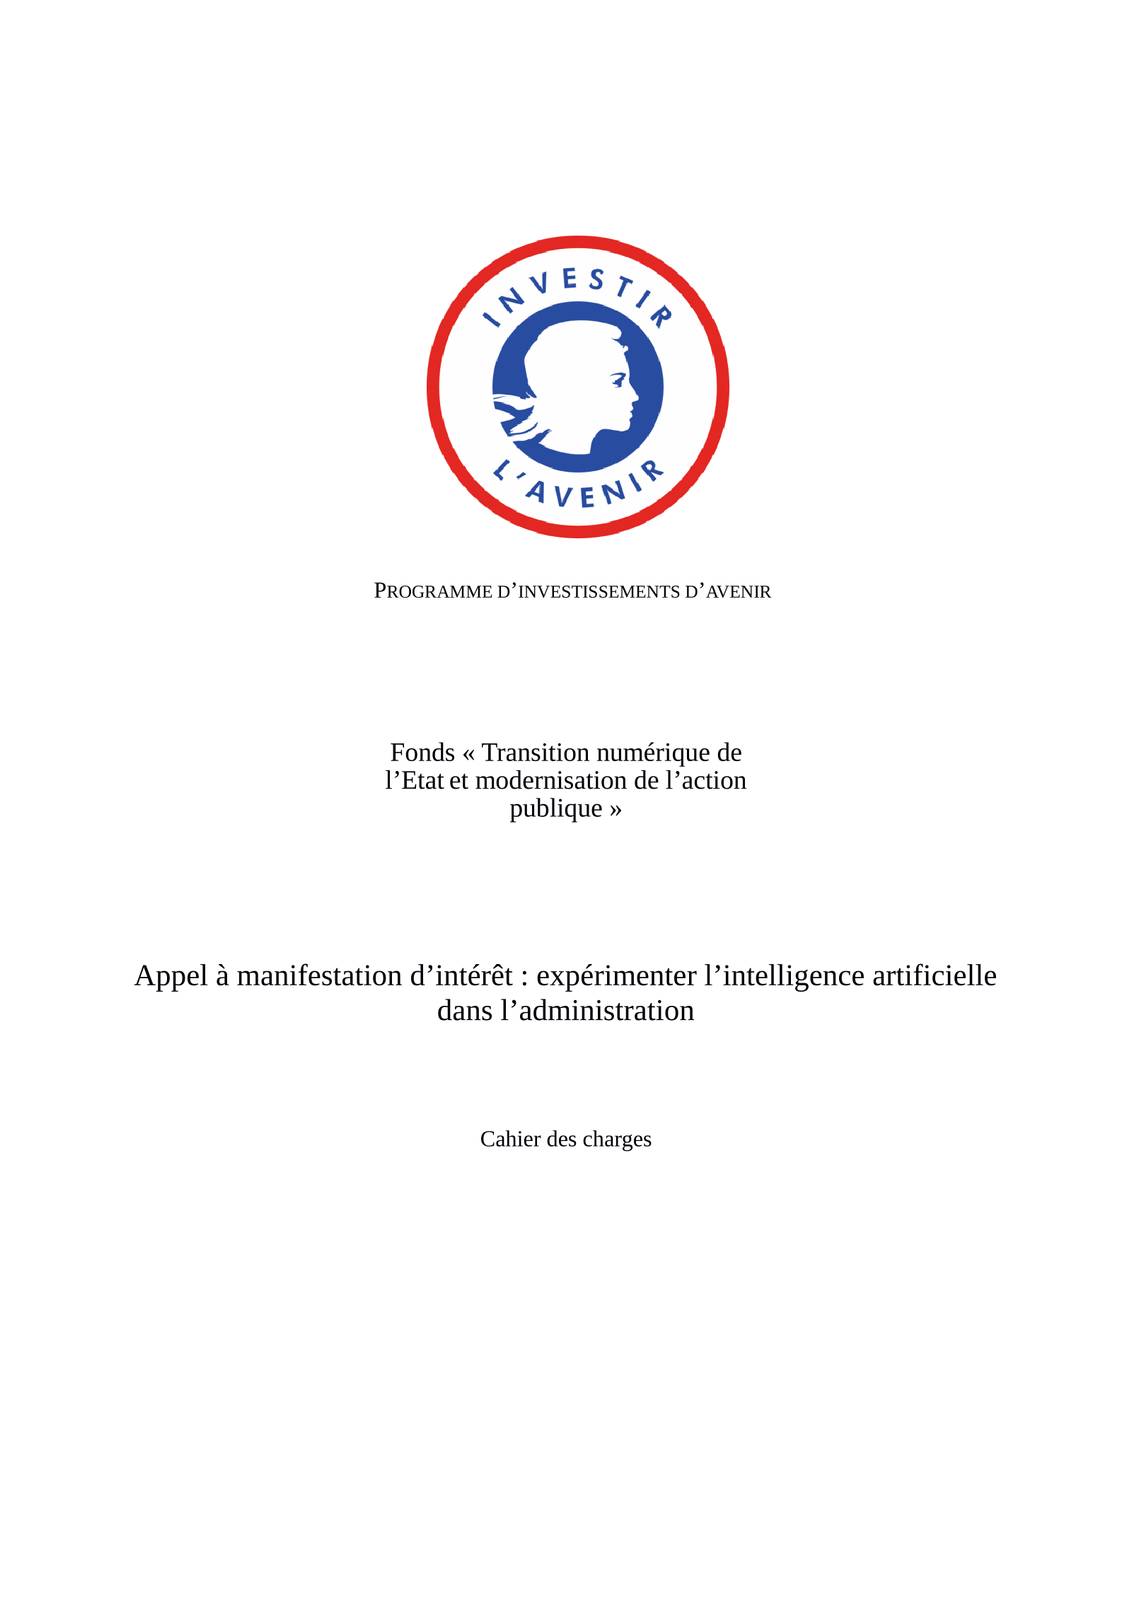 INVESTIR
L'AVENIR
PROGRAMME D’INVESTISSEMENTS D’AVENIR
Fonds « Transition numérique de
l’Etat et modernisation de l’action
publique »
Appel à manifestation d’intérêt : expérimenter l’intelligence artificielle
dans l’administration
Cahier des charges